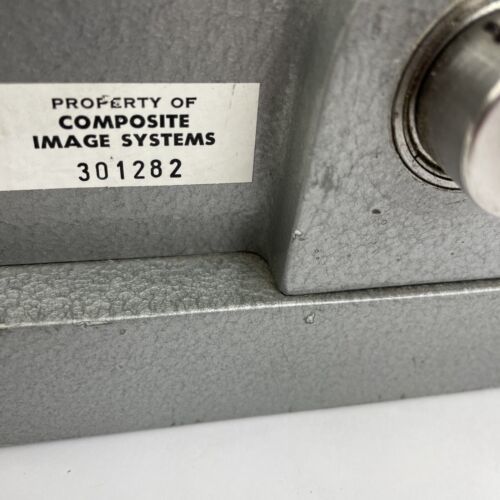 PROPERTY OF
COMPOSITE
IMAGE SYSTEMS
301282